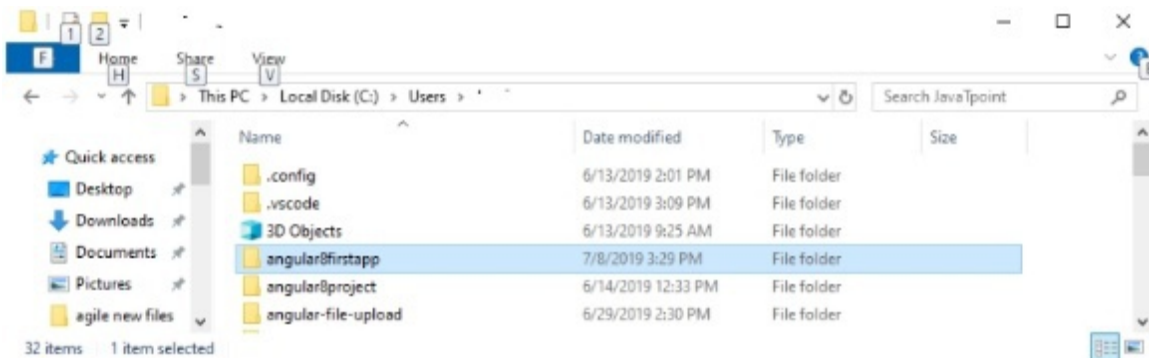 1 2
F Home Share View
H S V
This PC > Local Disk (C:) > Users >
Search JavaTpoint
Name Date modified Type Size
Quick access
.config 6/13/2019 2:01 PM File folder
Desktop .vscode 6/13/2019 3:09 PM File folder
Downloads 3D Objects 6/13/2019 9:25 AM File folder
Documents angular8firstapp 7/8/2019 3:29 PM File folder
Pictures angular8project 6/14/2019 12:33 PM File folder
agile new files angular-file-upload 6/29/2019 2:30 PM File folder
32 items 1 item selected